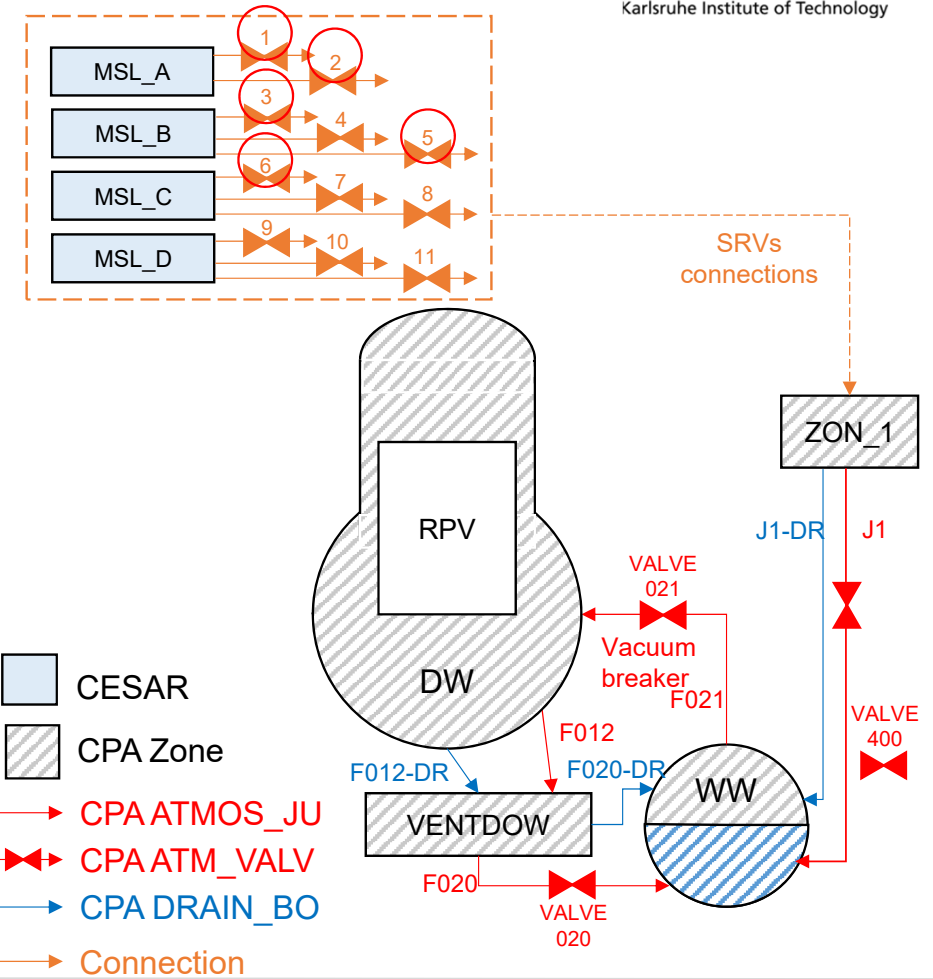 Karlsruhe Institute of Technology
1
2
MSL_A
3
4
5
MSL_B
6
7
8
MSL_C
9
10
11
MSL_D
SRVs
connections
ZON_1
RPV
J1-DR
J1
VALVE
021
Vacuum
breaker
F021
DW
CESAR
VALVE
400
F012
CPA Zone
F012-DR
F020-DR
WW
CPA ATMOS_JU
VENTDOW
CPA ATM_VALV
F020
CPA DRAIN_BO
VALVE
020
Connection